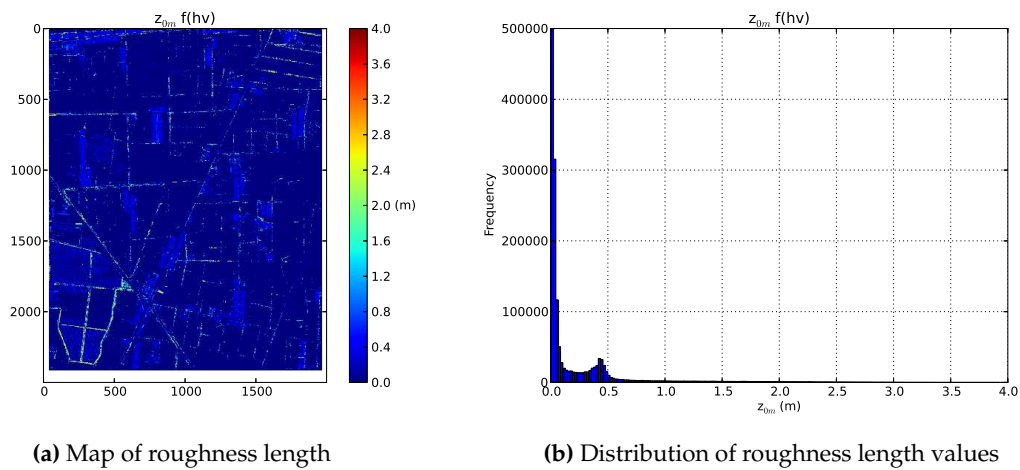 z0m f(hv)
0
500
1000
1500
2000
0 500 1000 1500
4.0
3.6
3.2
2.8
2.4
2.0 (m)
1.6
1.2
0.8
0.4
0.0
z0m f(hv)
500000
400000
300000
200000
100000
0
Frequency
0.0 0.5 1.0 1.5 2.0 2.5 3.0 3.5 4.0
z0m (m)
(a) Map of roughness length
(b) Distribution of roughness length values